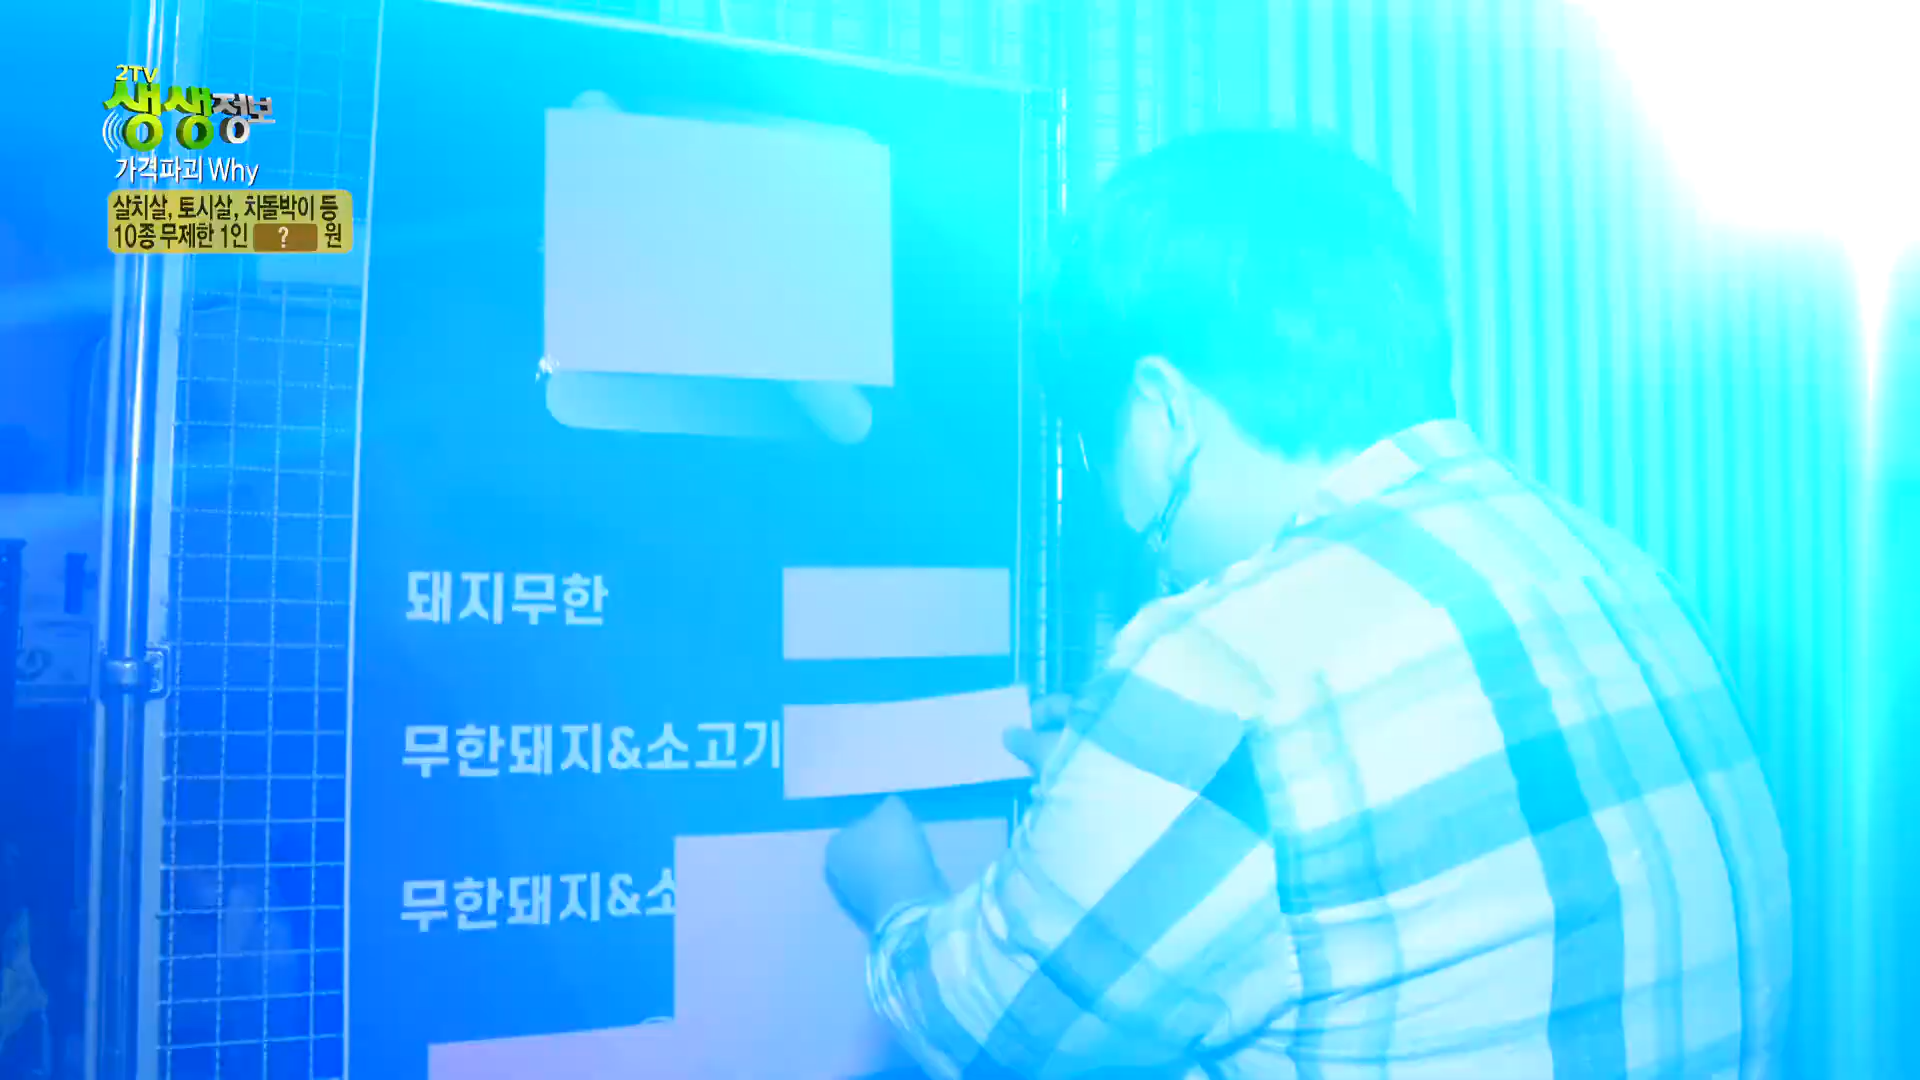 2TV
생생정보
가격파괴 Why
살치살, 토시살, 차돌박이 등
10종 무제한 1인 ? 원
돼지무한
무한돼지&소고기
무한돼지&소